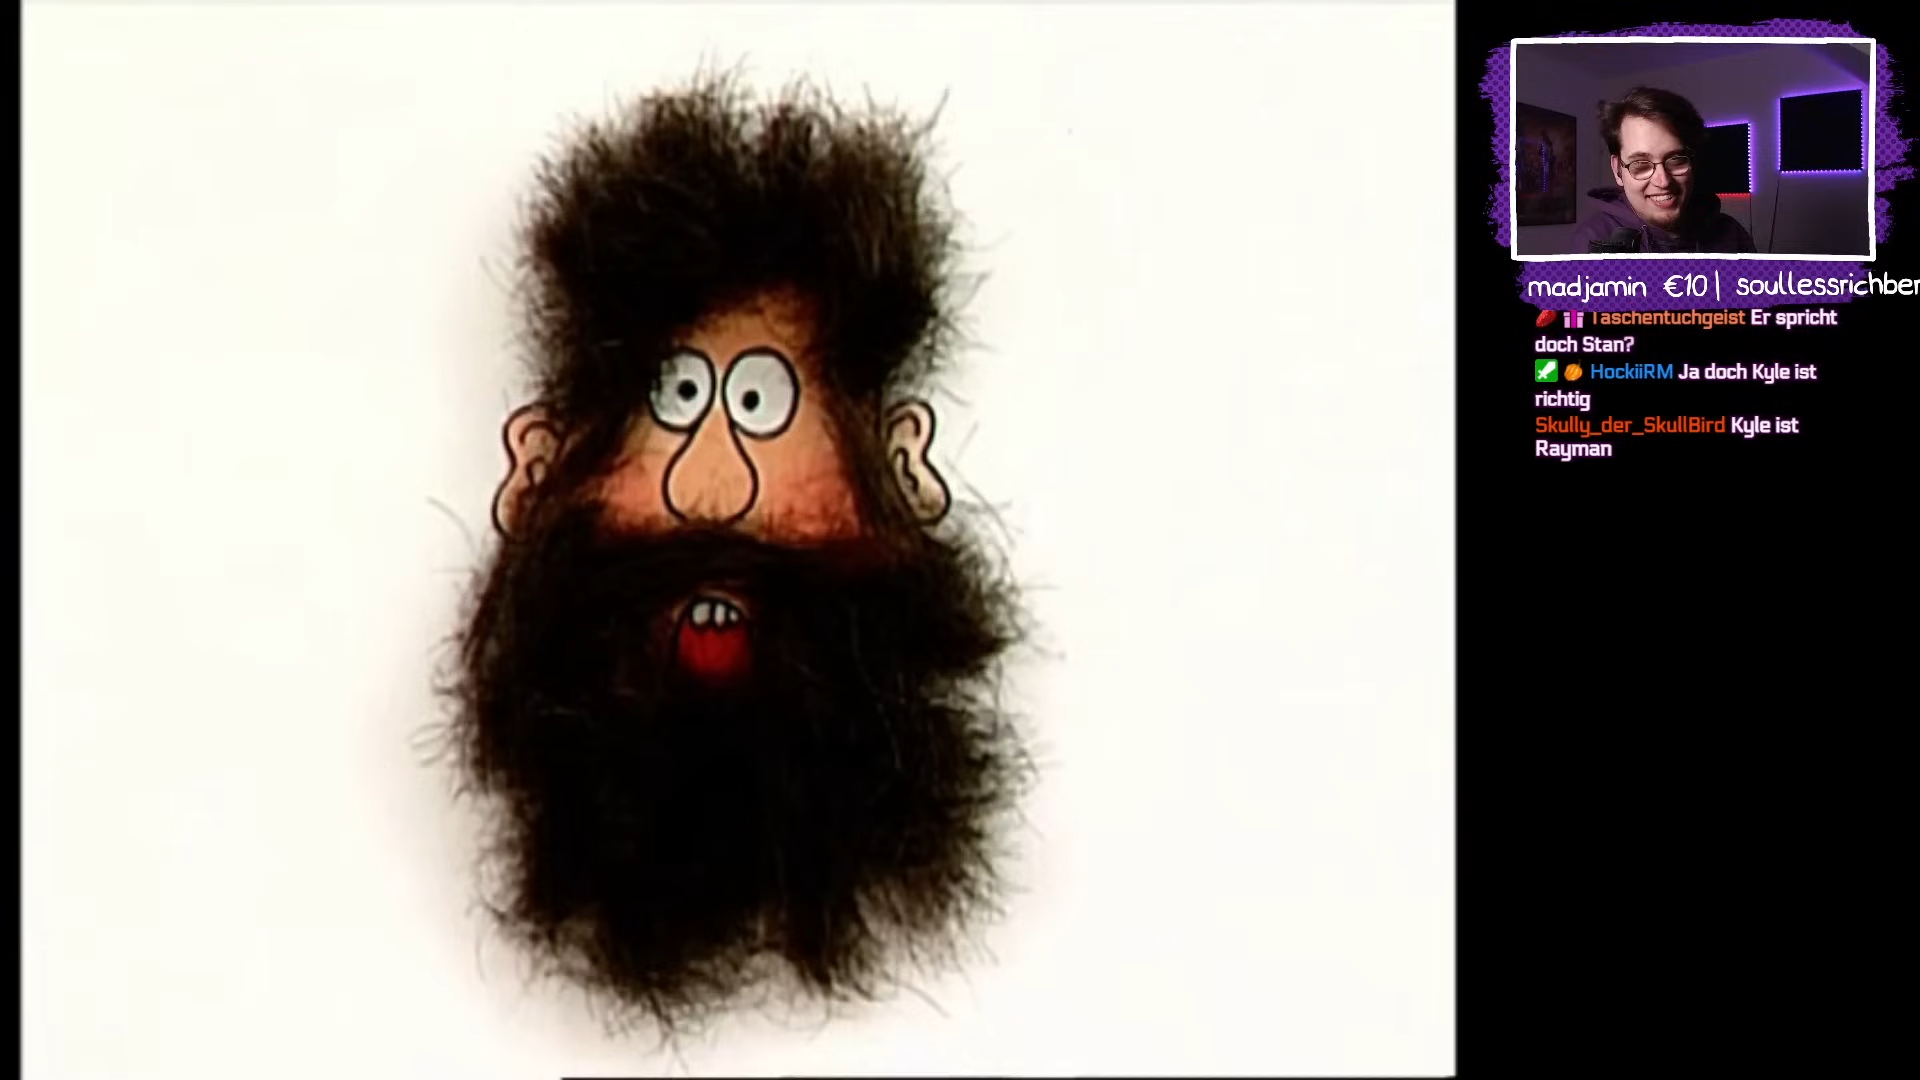 madjamin €10| soullessrichber
Taschentuchgeist Er spricht
doch Stan?
HockiiRM Ja doch Kyle ist
richtig
Skully_der_SkullBird Kyle ist
Rayman